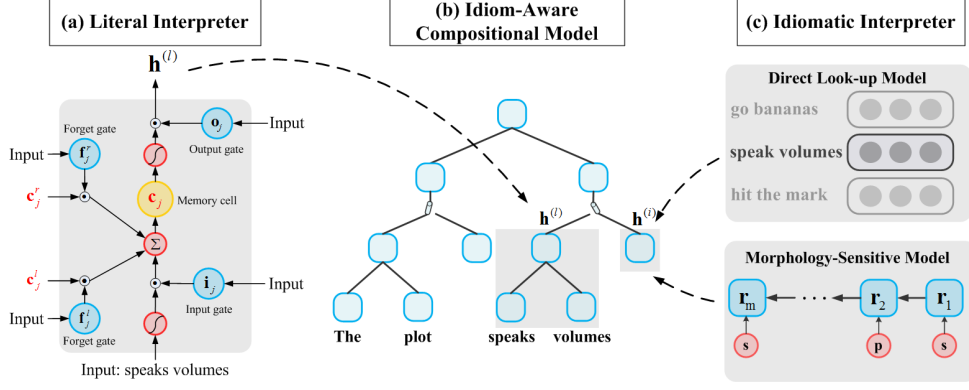 (a) Literal Interpreter
(b) Idiom-Aware
Compositional Model
(c) Idiomatic Interpreter
h^(l)
Forget gate
Input
f_j^r
o_j
Input
Output gate
c_j^r
c_j
Memory cell
Σ
c_j^l
Input
f_j^l
Forget gate
i_j
Input
Input gate
Input: speaks volumes
h^(l)
h^(i)
The plot speaks volumes
Direct Look-up Model
go bananas
speak volumes
hit the mark
Morphology-Sensitive Model
r_m ... r_2 r_1
s p s